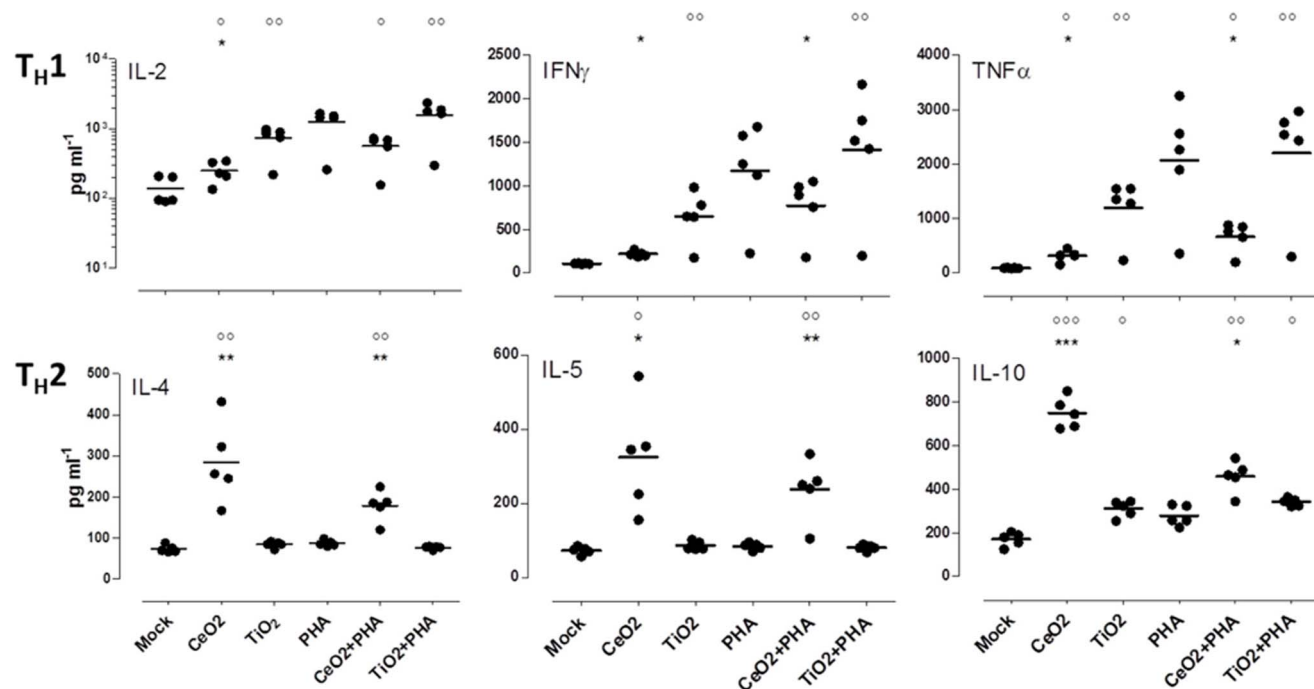 ○ ○○ ○ ○○
*
T_H1
IL-2
10⁴
10³
10²
10¹
pg ml⁻¹
○○ ○○
* *
IFNγ
2500
2000
1500
1000
500
0
○ ○○ ○ ○○
* *
TNFα
4000
3000
2000
1000
0
T_H2
○○ ○○
** **
IL-4
500
400
300
200
100
0
pg ml⁻¹
Mock CeO2 TiO₂ PHA CeO2+PHA TiO2+PHA
○ ○○
* **
IL-5
600
400
200
0
Mock CeO2 TiO2 PHA CeO2+PHA TiO2+PHA
○○○ ○ ○○ ○
*** *
IL-10
1000
800
600
400
200
0
Mock CeO2 TiO2 PHA CeO2+PHA TiO2+PHA